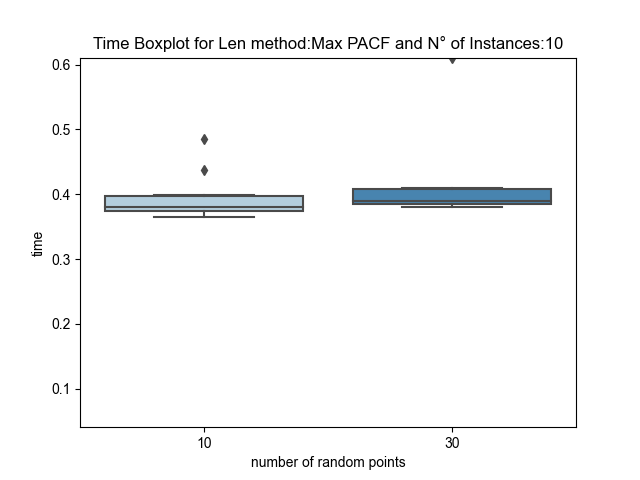 Time Boxplot for Len method:Max PACF and N° of Instances:10
0.6
0.5
0.4
0.3
0.2
0.1
time
10 30
number of random points